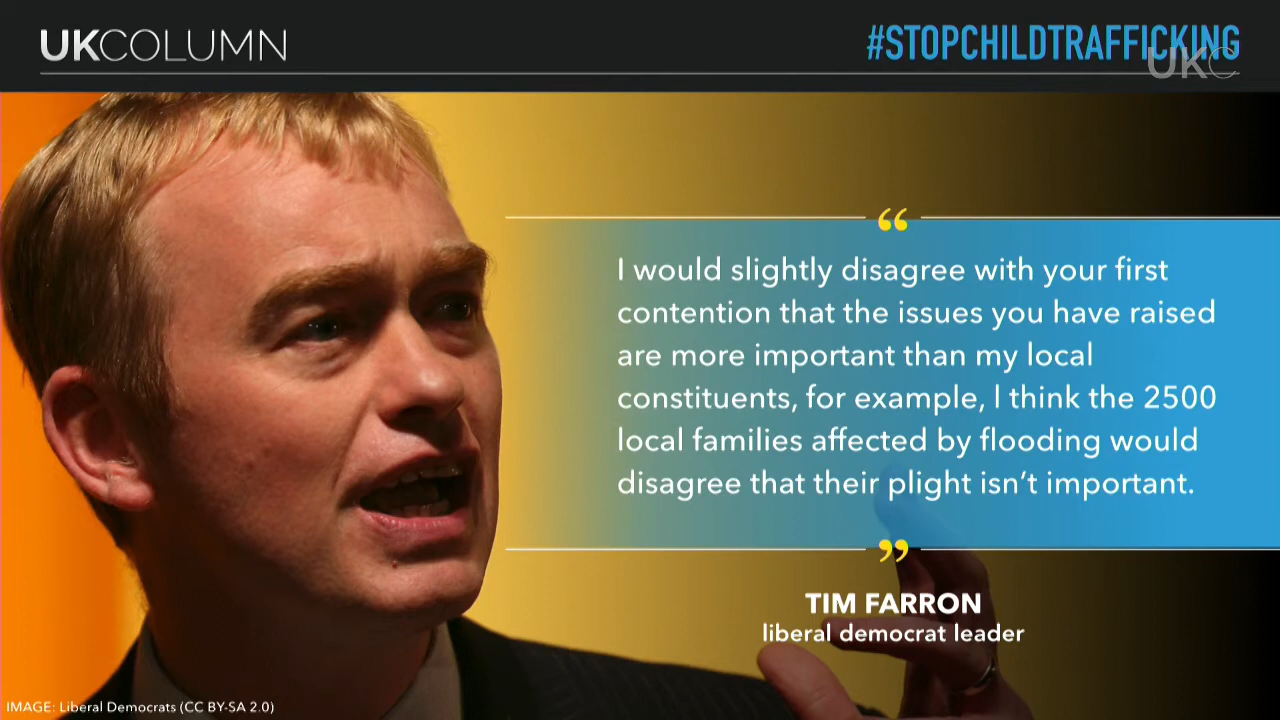 UKCOLUMN
#STOPCHILDTRAFFICKING
UKC
“
I would slightly disagree with your first
contention that the issues you have raised
are more important than my local
constituents, for example, I think the 2500
local families affected by flooding would
disagree that their plight isn’t important.
”
TIM FARRON
liberal democrat leader
IMAGE: Liberal Democrats (CC BY-SA 2.0)